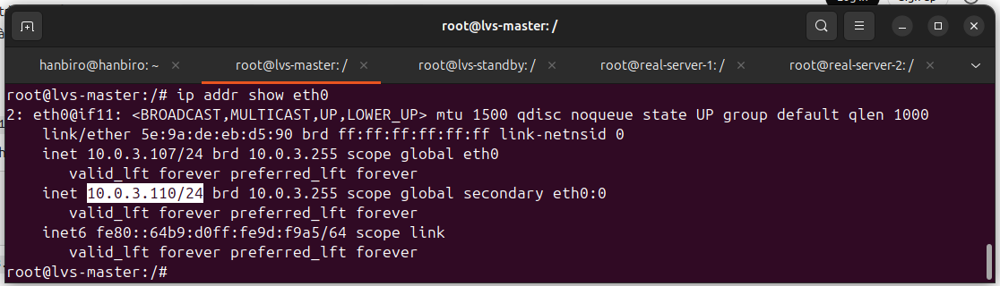 root@lvs-master: /
hanbiro@hanbiro: ~
root@lvs-master: /
root@lvs-standby: /
root@real-server-1: /
root@real-server-2: /
root@lvs-master:/# ip addr show eth0
2: eth0@if11: <BROADCAST,MULTICAST,UP,LOWER_UP> mtu 1500 qdisc noqueue state UP group default qlen 1000
    link/ether 5e:9a:de:eb:d5:90 brd ff:ff:ff:ff:ff:ff link-netnsid 0
    inet 10.0.3.107/24 brd 10.0.3.255 scope global eth0
       valid_lft forever preferred_lft forever
    inet 10.0.3.110/24 brd 10.0.3.255 scope global secondary eth0:0
       valid_lft forever preferred_lft forever
    inet6 fe80::64b9:d0ff:fe9d:f9a5/64 scope link
       valid_lft forever preferred_lft forever
root@lvs-master:/#